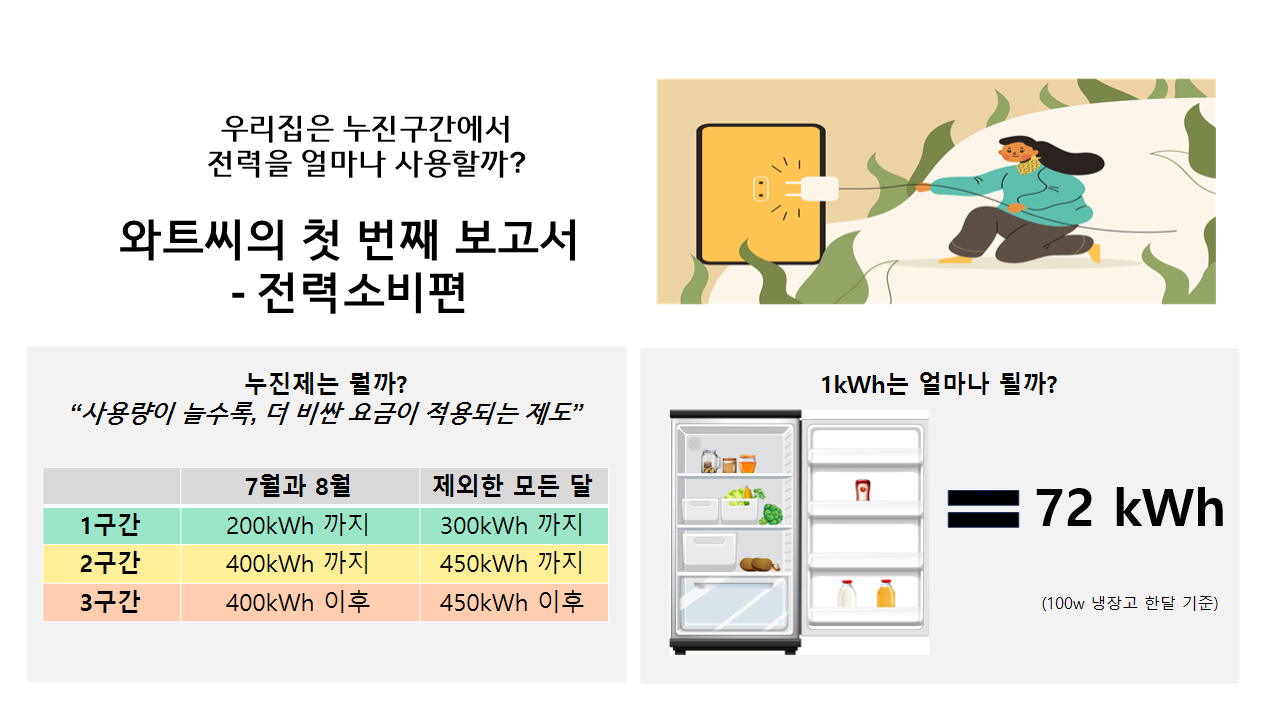 우리집은 누진구간에서
전력을 얼마나 사용할까?
와트씨의 첫 번째 보고서
- 전력소비편
누진제는 뭘까?
“사용량이 늘수록, 더 비싼 요금이 적용되는 제도”
7월과 8월 제외한 모든 달
1구간 200kWh 까지 300kWh 까지
2구간 400kWh 까지 450kWh 까지
3구간 400kWh 이후 450kWh 이후
1kWh는 얼마나 될까?
72 kWh
(100w 냉장고 한달 기준)